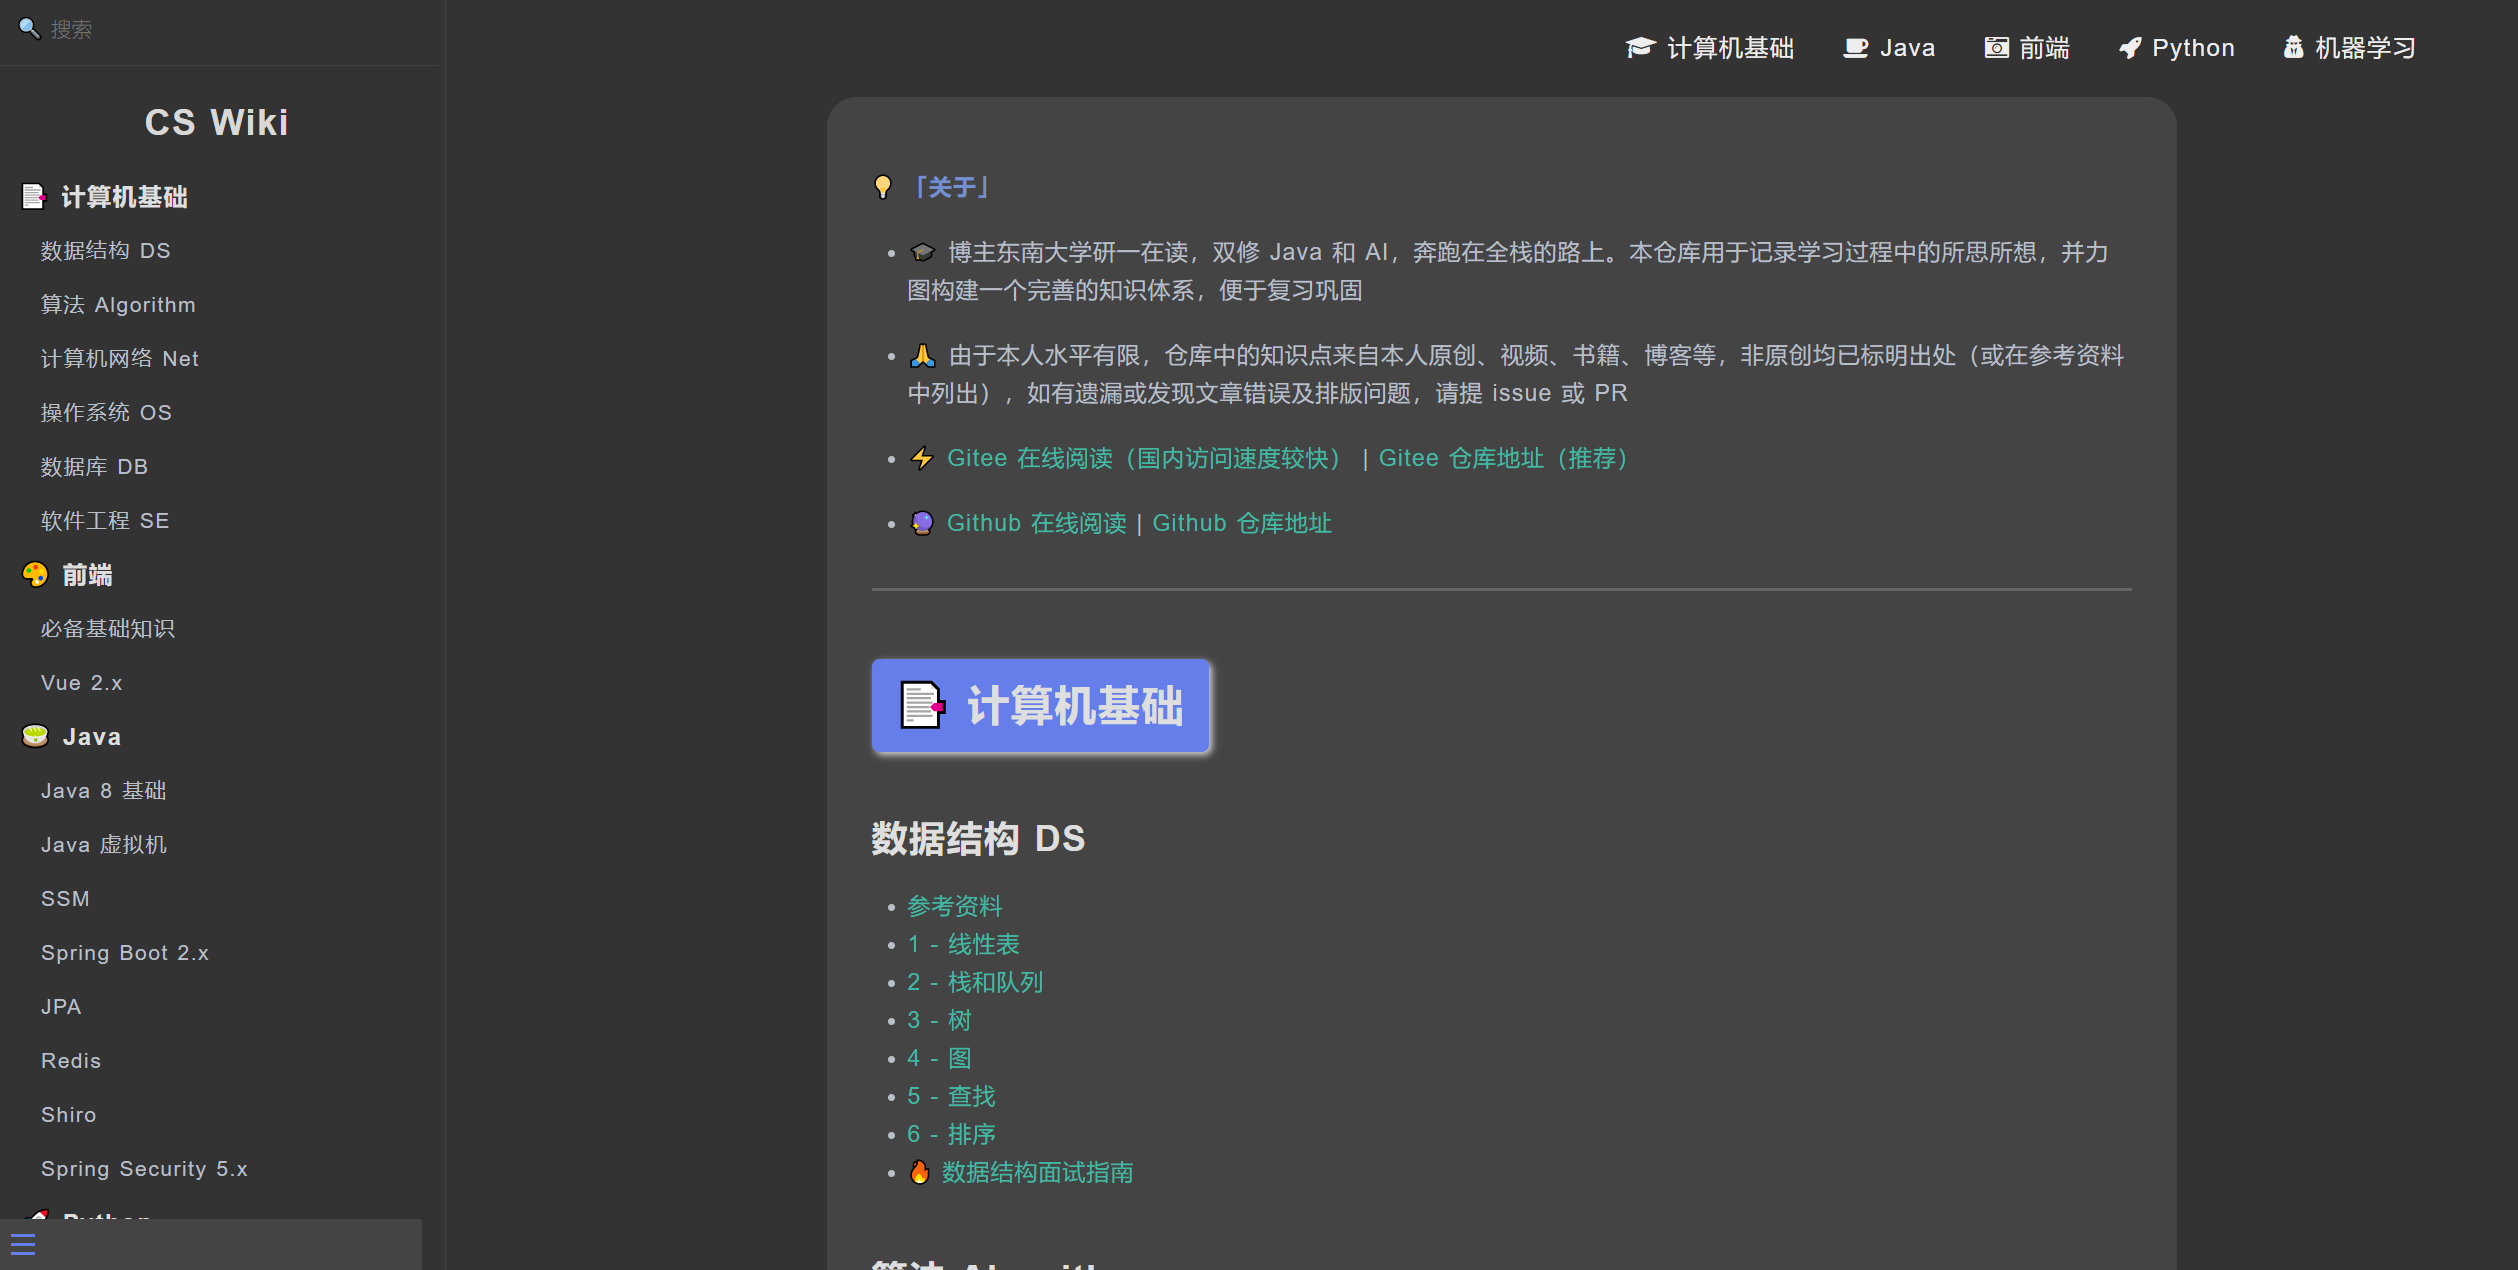 搜索
CS Wiki
计算机基础
数据结构 DS
算法 Algorithm
计算机网络 Net
操作系统 OS
数据库 DB
软件工程 SE
前端
必备基础知识
Vue 2.x
Java
Java 8 基础
Java 虚拟机
SSM
Spring Boot 2.x
JPA
Redis
Shiro
Spring Security 5.x
Python
计算机基础 Java 前端 Python 机器学习
「关于」
博主东南大学研一在读，双修 Java 和 AI，奔跑在全栈的路上。本仓库用于记录学习过程中的所思所想，并力
图构建一个完善的知识体系，便于复习巩固
由于本人水平有限，仓库中的知识点来自本人原创、视频、书籍、博客等，非原创均已标明出处（或在参考资料
中列出），如有遗漏或发现文章错误及排版问题，请提 issue 或 PR
Gitee 在线阅读（国内访问速度较快） | Gitee 仓库地址（推荐）
Github 在线阅读 | Github 仓库地址
计算机基础
数据结构 DS
参考资料
1 - 线性表
2 - 栈和队列
3 - 树
4 - 图
5 - 查找
6 - 排序
数据结构面试指南
算法 Algorithm